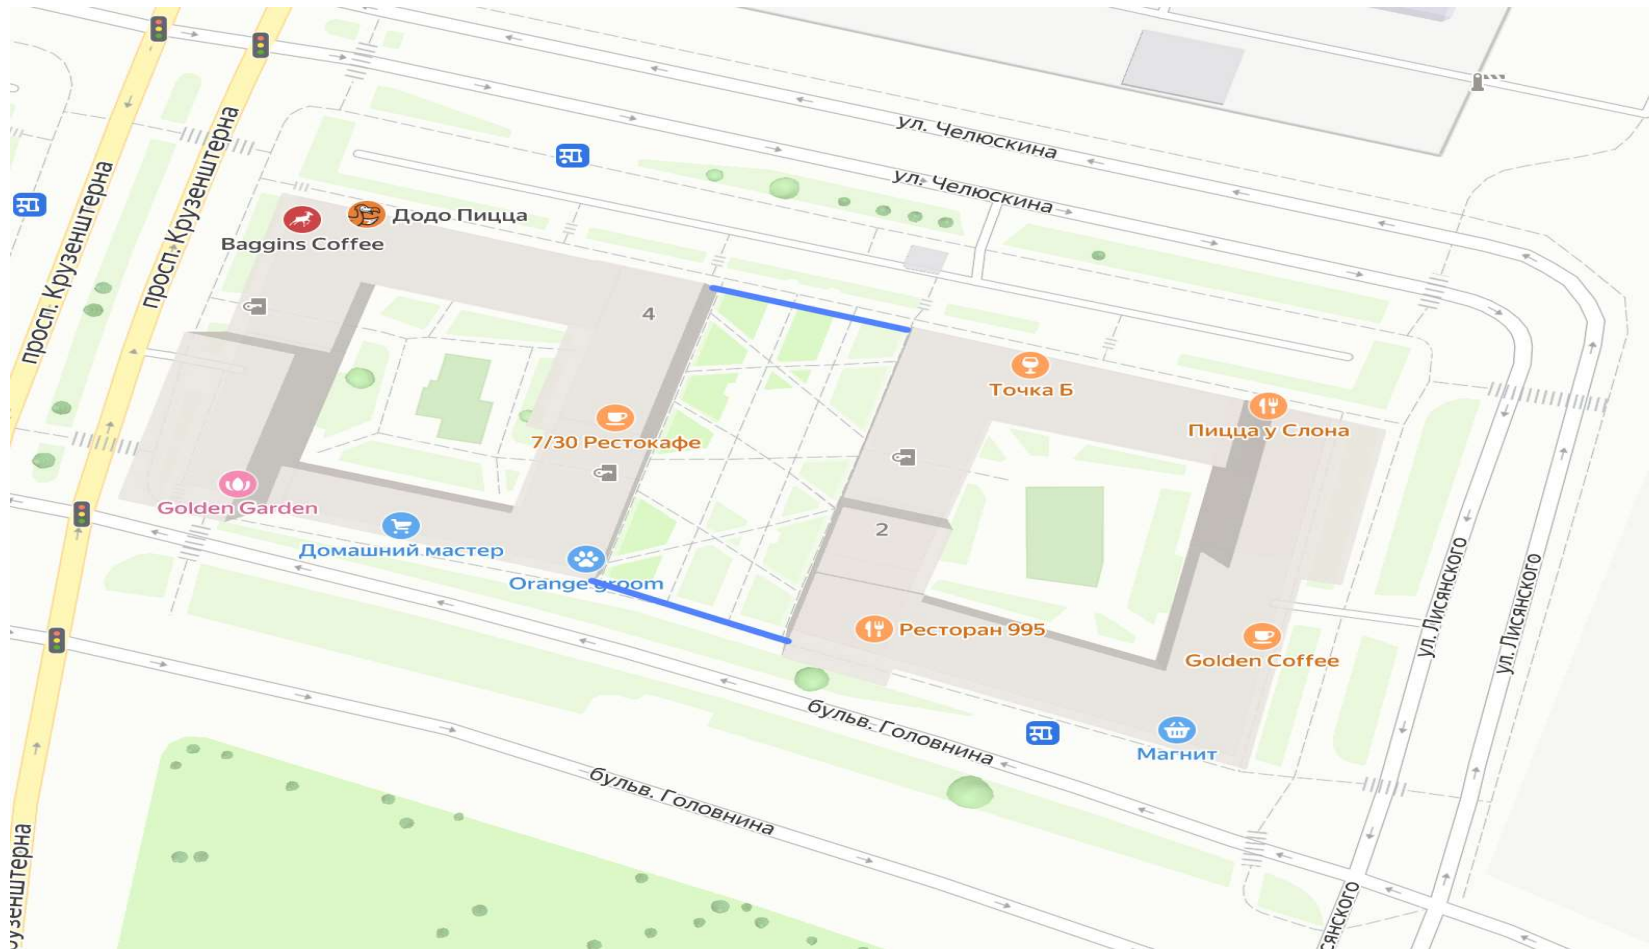 ул. Челюскина
ул. Челюскина
просп. Крузенштерна
просп. Крузенштерна
Додо Пицца
Baggins Coffee
4
Точка Б
Пицца у Слона
7/30 Рестокафе
Golden Garden
2
Домашний мастер
Orange groom
Ресторан 995
Golden Coffee
ул. Лисянского
ул. Лисянского
бульв. Головнина
Магнит
бульв. Головнина
рузенштерна
сянского